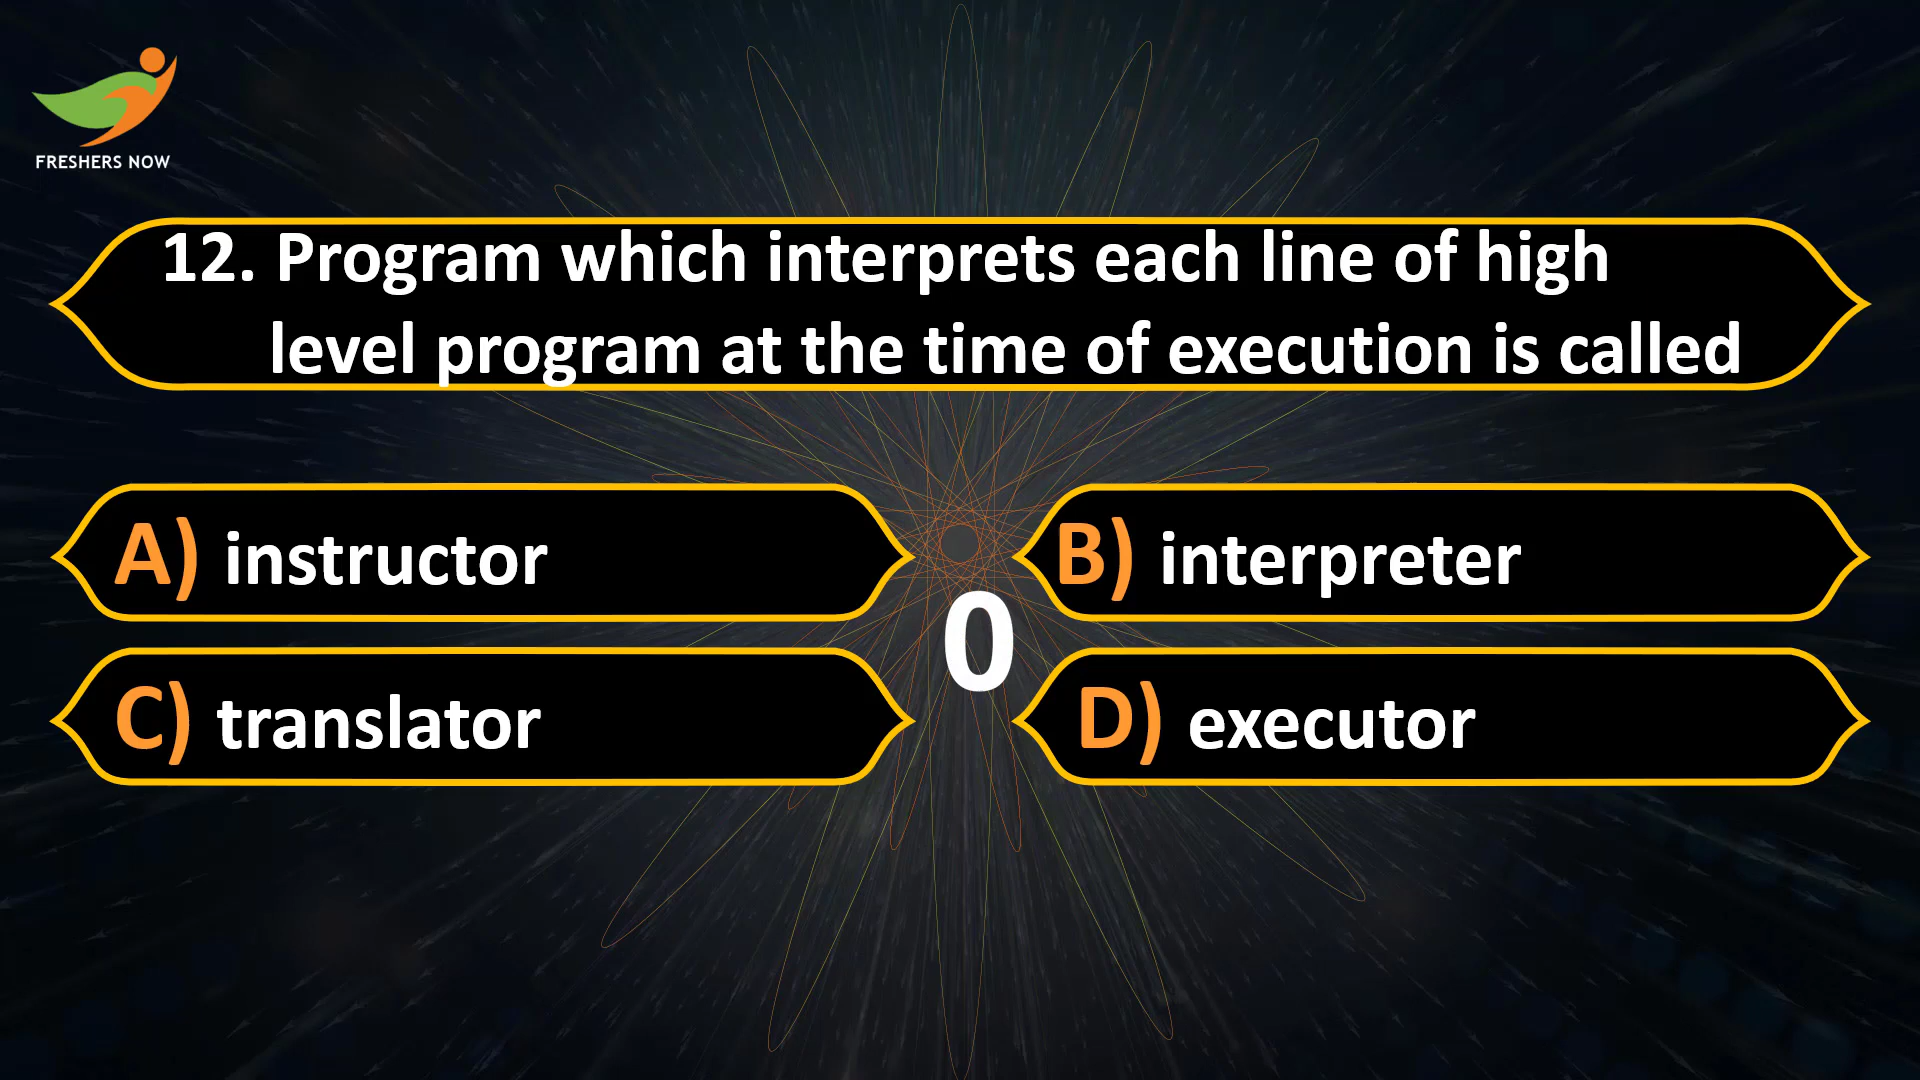 FRESHERS NOW
12. Program which interprets each line of high
level program at the time of execution is called
A) instructor
B) interpreter
0
C) translator
D) executor